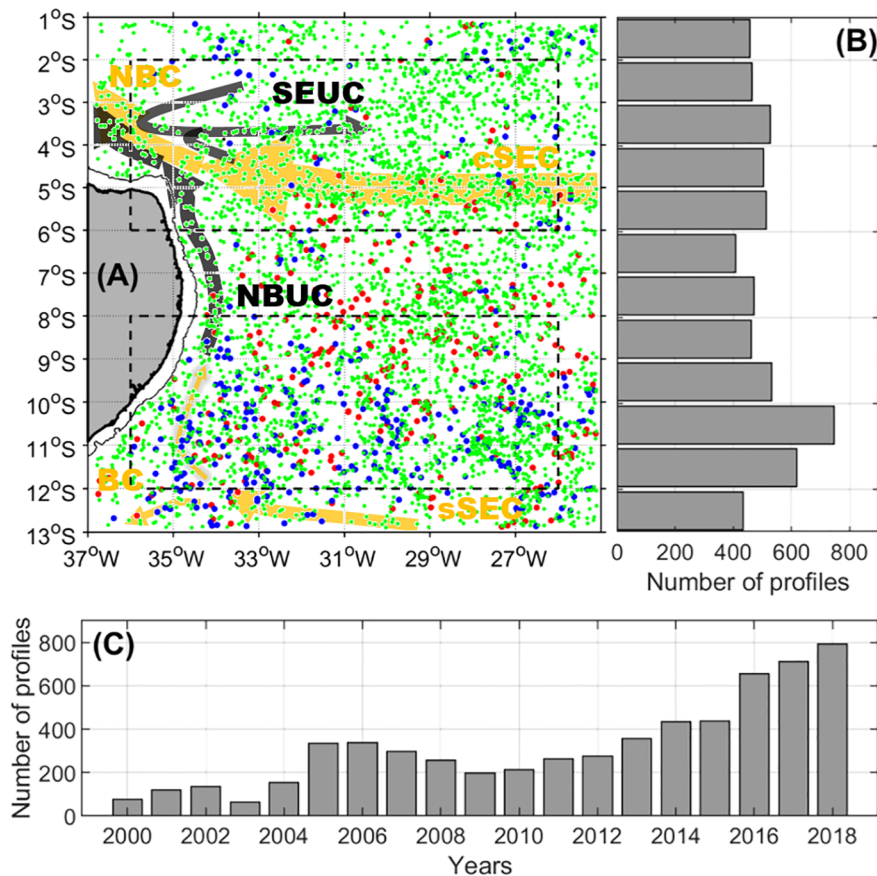 1°S
2°S
3°S
4°S
5°S
6°S
7°S
8°S
9°S
10°S
11°S
12°S
13°S
37°W
35°W
33°W
31°W
29°W
27°W
NBC
SEUC
cSEC
(A)
NBUC
BC
sSEC
(B)
0
200
400
600
800
Number of profiles
(C)
Number of profiles
800
600
400
200
0
2000
2002
2004
2006
2008
2010
2012
2014
2016
2018
Years